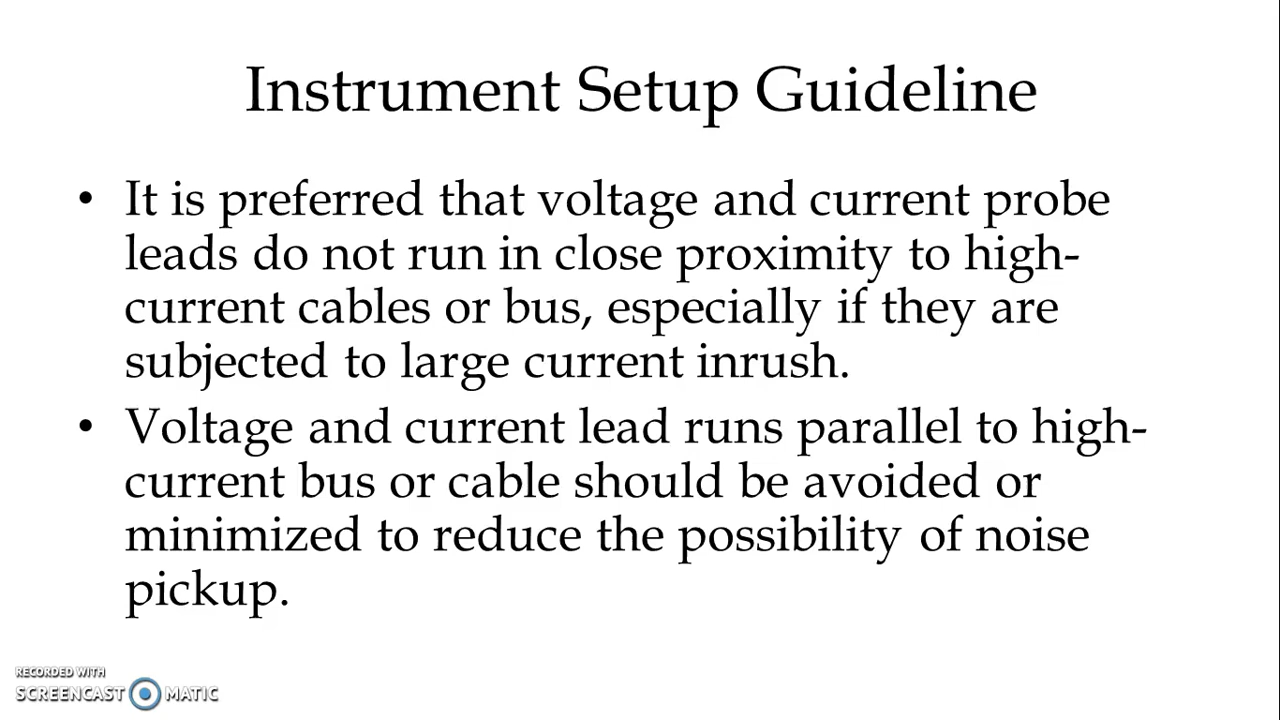 Instrument Setup Guideline
• It is preferred that voltage and current probe
leads do not run in close proximity to high-
current cables or bus, especially if they are
subjected to large current inrush.
• Voltage and current lead runs parallel to high-
current bus or cable should be avoided or
minimized to reduce the possibility of noise
pickup.
RECORDED WITH
SCREENCAST MATIC